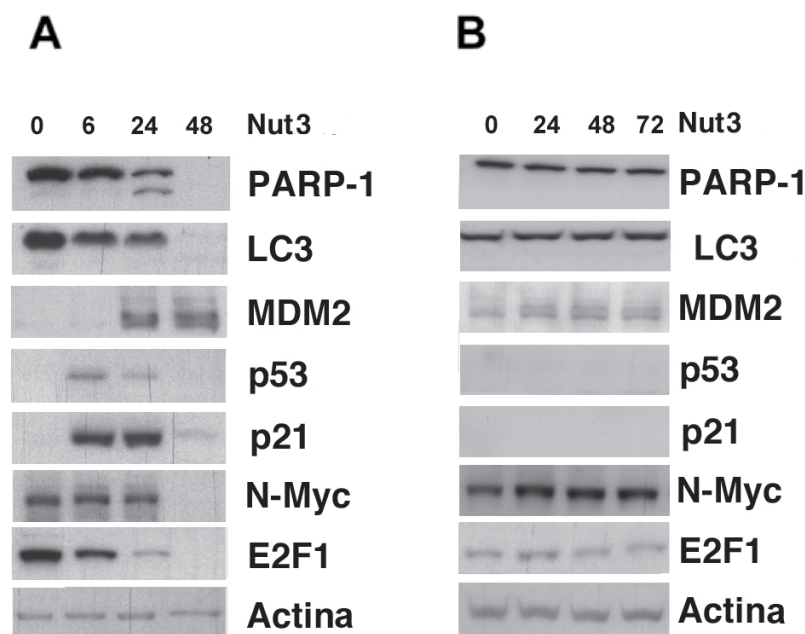 A
0 6 24 48 Nut3
PARP-1
LC3
MDM2
p53
p21
N-Myc
E2F1
Actina
B
0 24 48 72 Nut3
PARP-1
LC3
MDM2
p53
p21
N-Myc
E2F1
Actina